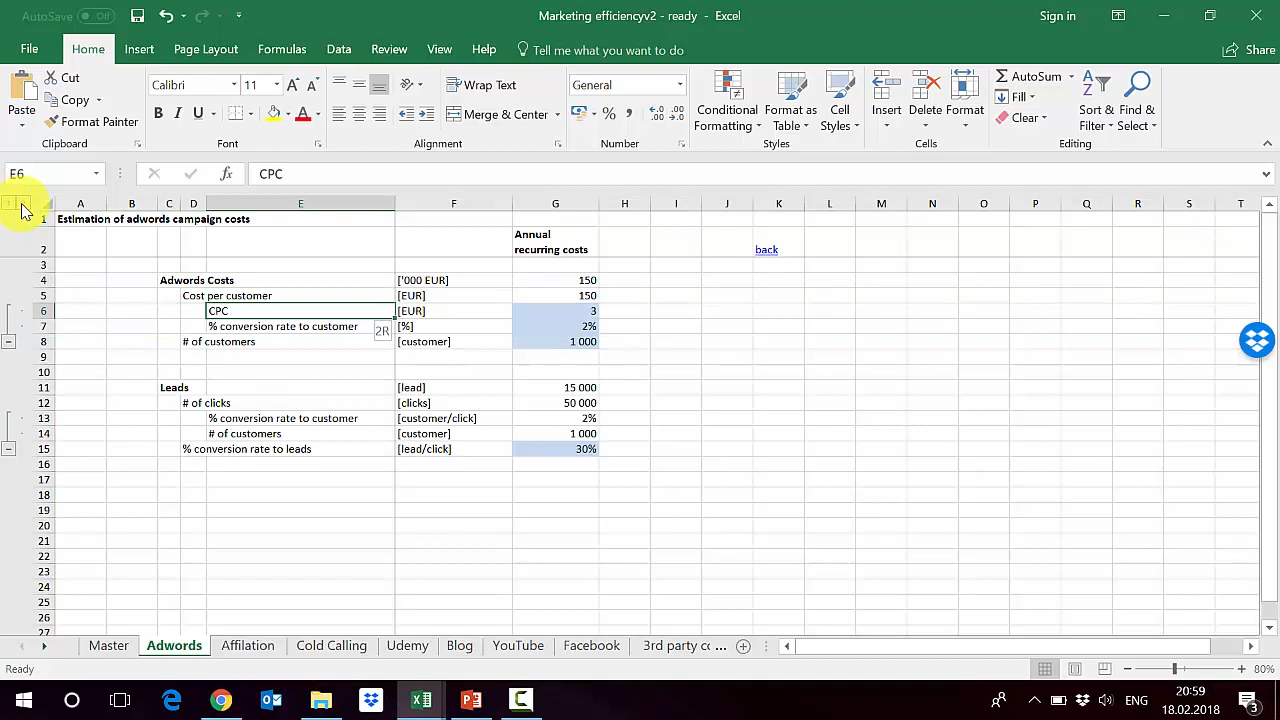 AutoSave Off
Marketing efficiencyv2 - ready - Excel
Sign in
File Home Insert Page Layout Formulas Data Review View Help Tell me what you want to do Share
Paste
Cut
Copy
Format Painter
Clipboard
Calibri 11
B I U A
Font
Wrap Text
Merge & Center
Alignment
General
%
Number
Conditional Formatting
Format as Table
Cell Styles
Styles
Insert
Delete
Format
Cells
AutoSum
Fill
Clear
Sort & Filter
Find & Select
Editing
E6 fx CPC
A B C D E F G H I J K L M N O P Q R S T
1 Estimation of adwords campaign costs
Annual
2 recurring costs back
3
4 Adwords Costs ['000 EUR] 150
5 Cost per customer [EUR] 150
6 CPC [EUR] 3
7 % conversion rate to customer [%] 2%
2R
8 # of customers [customer] 1 000
9
10
11 Leads [lead] 15 000
12 # of clicks [clicks] 50 000
13 % conversion rate to customer [customer/click] 2%
14 # of customers [customer] 1 000
15 % conversion rate to leads [lead/click] 30%
16
17
18
19
20
21
22
23
24
25
26
27
Master Adwords Affilation Cold Calling Udemy Blog YouTube Facebook 3rd party cc ...
Ready 80%
ENG
20:59
18.02.2018
3